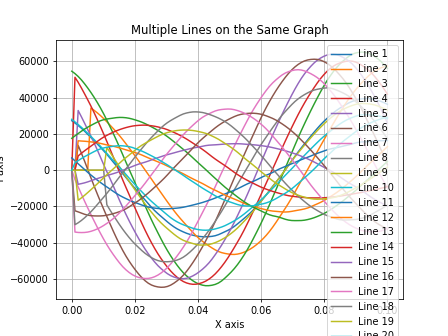 Multiple Lines on the Same Graph
60000
40000
20000
0
−20000
−40000
−60000
0.00
0.02
0.04
0.06
X axis
Line 1
Line 2
Line 3
Line 4
Line 5
Line 6
Line 7
Line 8
Line 9
Line 10
Line 11
Line 12
Line 13
Line 14
Line 15
Line 16
Line 17
Line 18
Line 19
Line 20